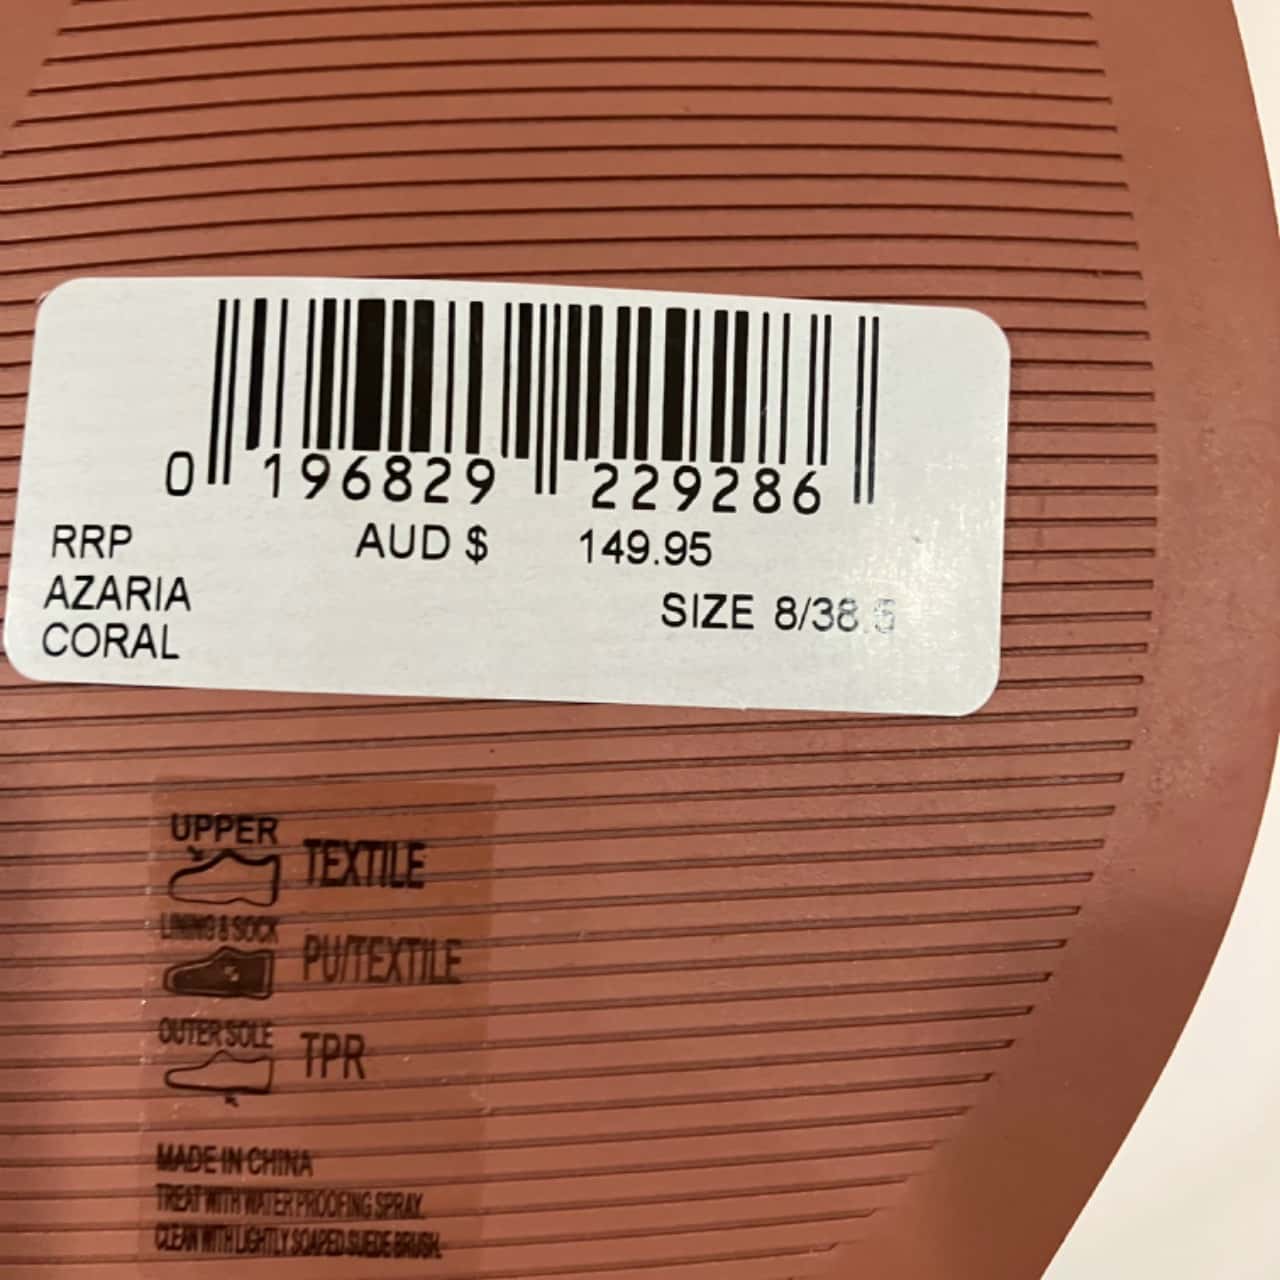 0 196829 229286
RRP AUD $ 149.95
AZARIA SIZE 8/38.5
CORAL
UPPER TEXTILE
LINING & SOCK PU/TEXTILE
OUTER SOLE TPR
MADE IN CHINA
TREAT WITH WATER PROOFING SPRAY.
CLEAN WITH LIGHTLY SOAPED SUEDE BRUSH.